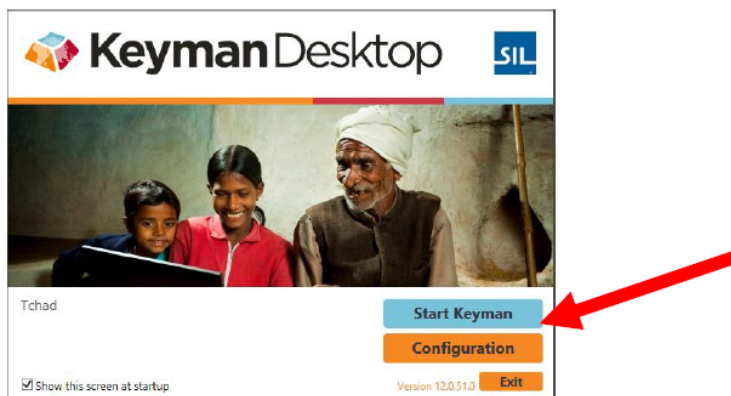 Keyman Desktop
SIL
Tchad
Start Keyman
Configuration
Show this screen at startup
Version 12.0.51.0
Exit